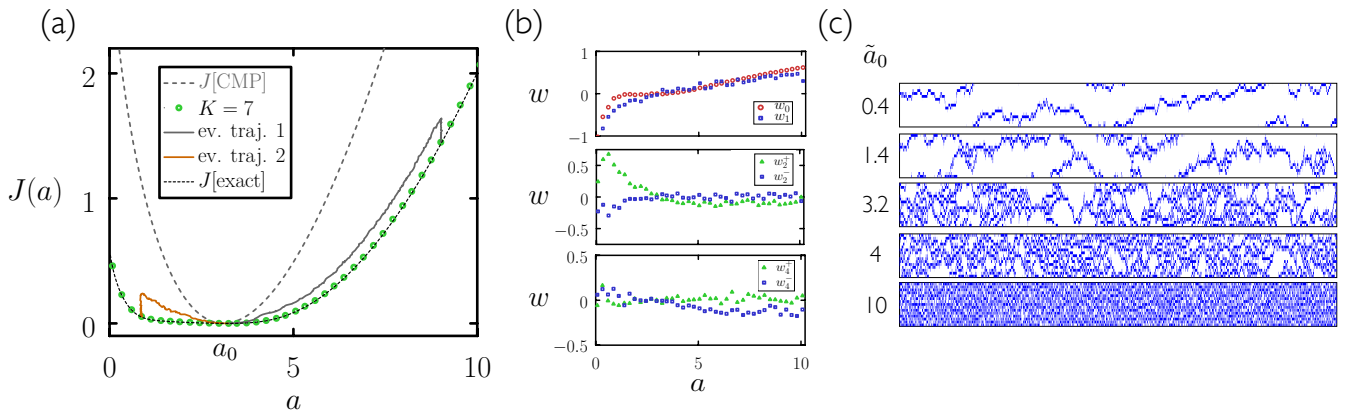 (a)
2
1
0
J(a)
J[CMP]
K = 7
ev. traj. 1
ev. traj. 2
J[exact]
a₀
0
5
10
a
(b)
1
0
−1
w
w₀
w₁
0.5
0
−0.5
w
w₂⁺
w₂⁻
0.5
0
−0.5
w
w₄⁺
w₄⁻
0
5
10
a
(c)
ã₀
0.4
1.4
3.2
4
10